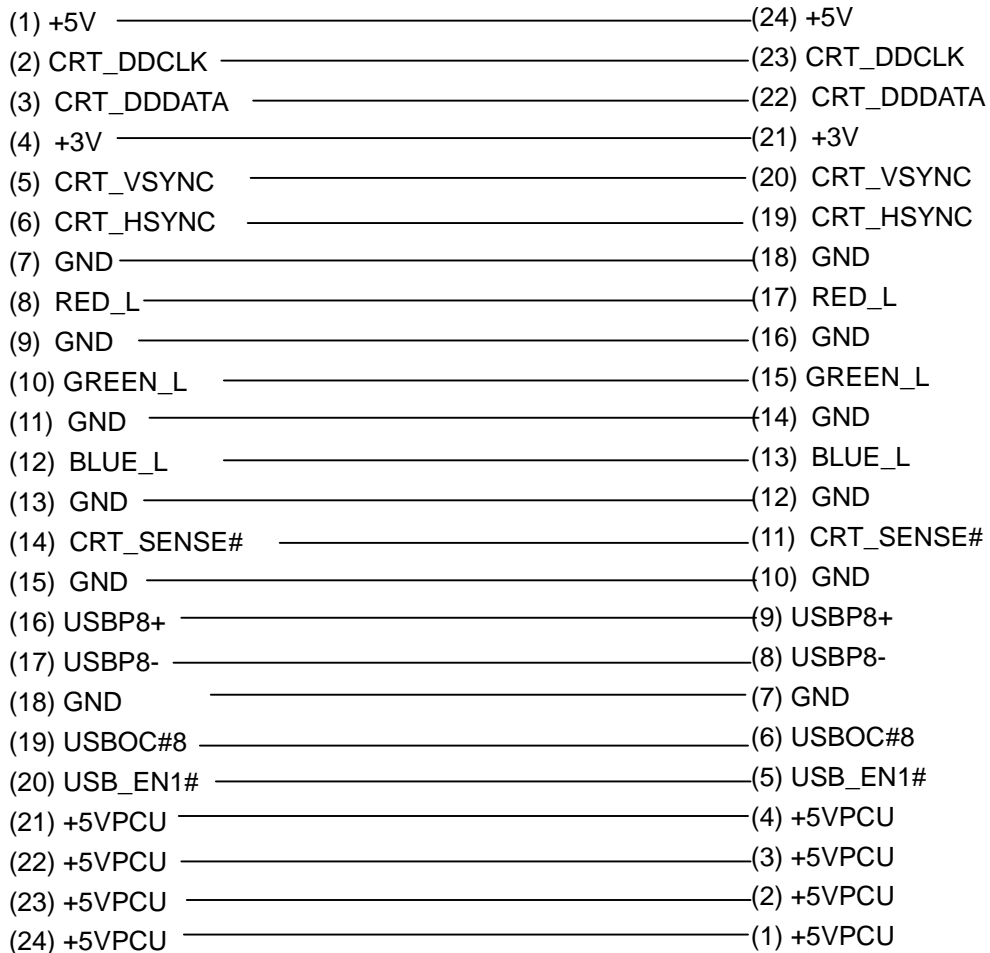 (1) +5V (24) +5V
(2) CRT_DDCLK (23) CRT_DDCLK
(3) CRT_DDDATA (22) CRT_DDDATA
(4) +3V (21) +3V
(5) CRT_VSYNC (20) CRT_VSYNC
(6) CRT_HSYNC (19) CRT_HSYNC
(7) GND (18) GND
(8) RED_L (17) RED_L
(9) GND (16) GND
(10) GREEN_L (15) GREEN_L
(11) GND (14) GND
(12) BLUE_L (13) BLUE_L
(13) GND (12) GND
(14) CRT_SENSE# (11) CRT_SENSE#
(15) GND (10) GND
(16) USBP8+ (9) USBP8+
(17) USBP8- (8) USBP8-
(18) GND (7) GND
(19) USBOC#8 (6) USBOC#8
(20) USB_EN1# (5) USB_EN1#
(21) +5VPCU (4) +5VPCU
(22) +5VPCU (3) +5VPCU
(23) +5VPCU (2) +5VPCU
(24) +5VPCU (1) +5VPCU